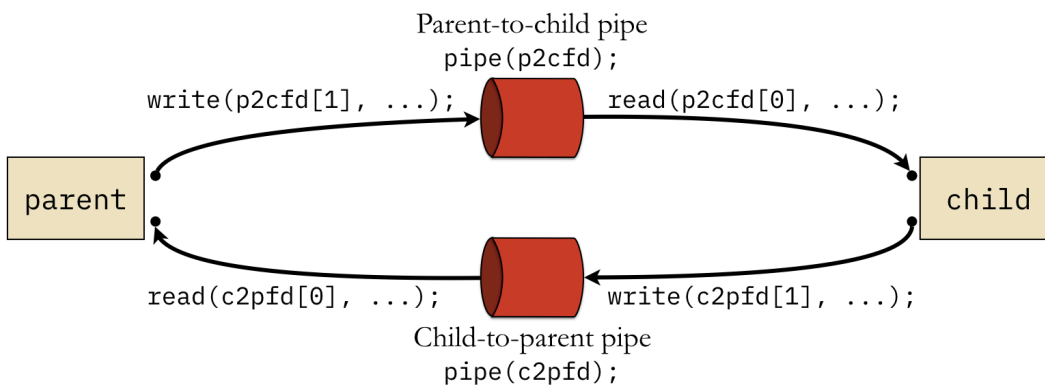 Parent-to-child pipe
pipe(p2cfd);
write(p2cfd[1], ...);
read(p2cfd[0], ...);
parent
child
read(c2pfd[0], ...);
write(c2pfd[1], ...);
Child-to-parent pipe
pipe(c2pfd);